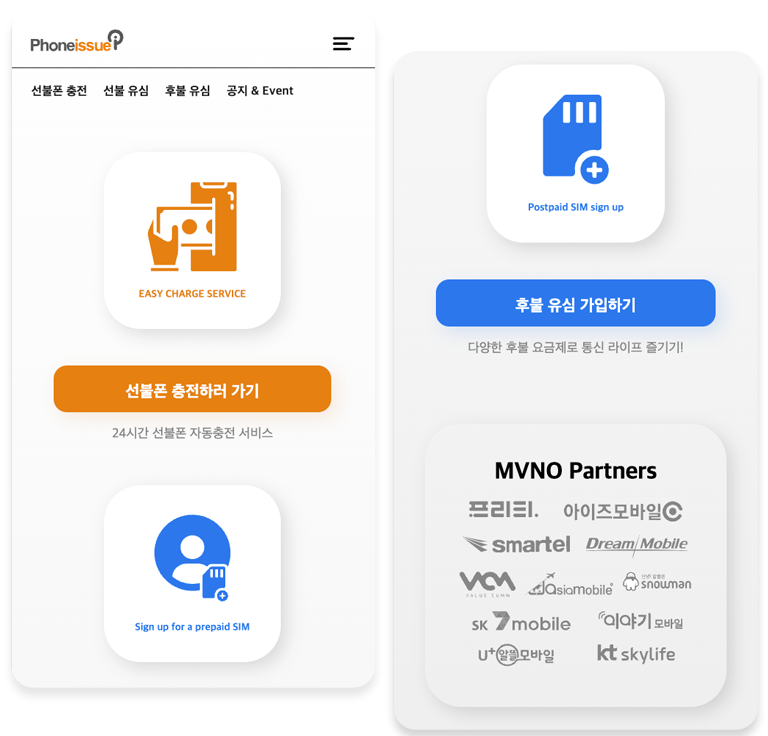 Phoneissue
선불폰 충전 선불 유심 후불 유심 공지 & Event
EASY CHARGE SERVICE
선불폰 충전하러 가기
24시간 선불폰 자동충전 서비스
Sign up for a prepaid SIM
Postpaid SIM sign up
후불 유심 가입하기
다양한 후불 요금제로 통신 라이프 즐기기!
MVNO Partners
프리티. 아이즈모바일
smartel Dream Mobile
VCM VALUE COMM asiamobile snowman
SK 7mobile 이야기 모바일
U+알뜰모바일 kt skylife